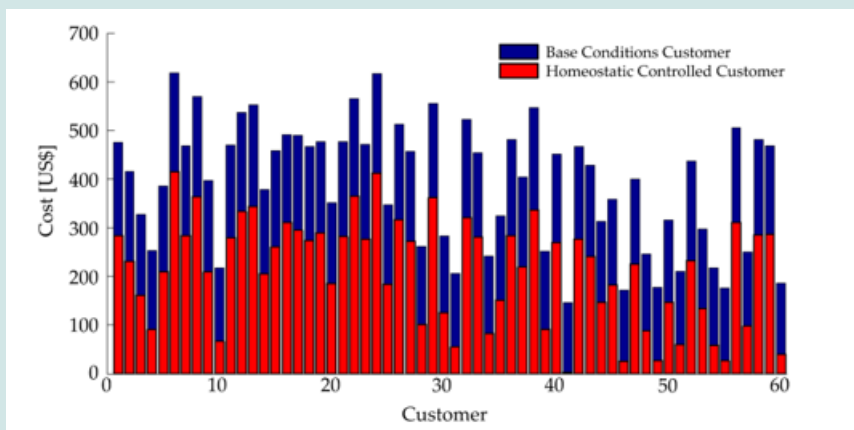 700
600
500
400
300
200
100
0
Cost [US$]
Base Conditions Customer
Homeostatic Controlled Customer
0 10 20 30 40 50 60
Customer